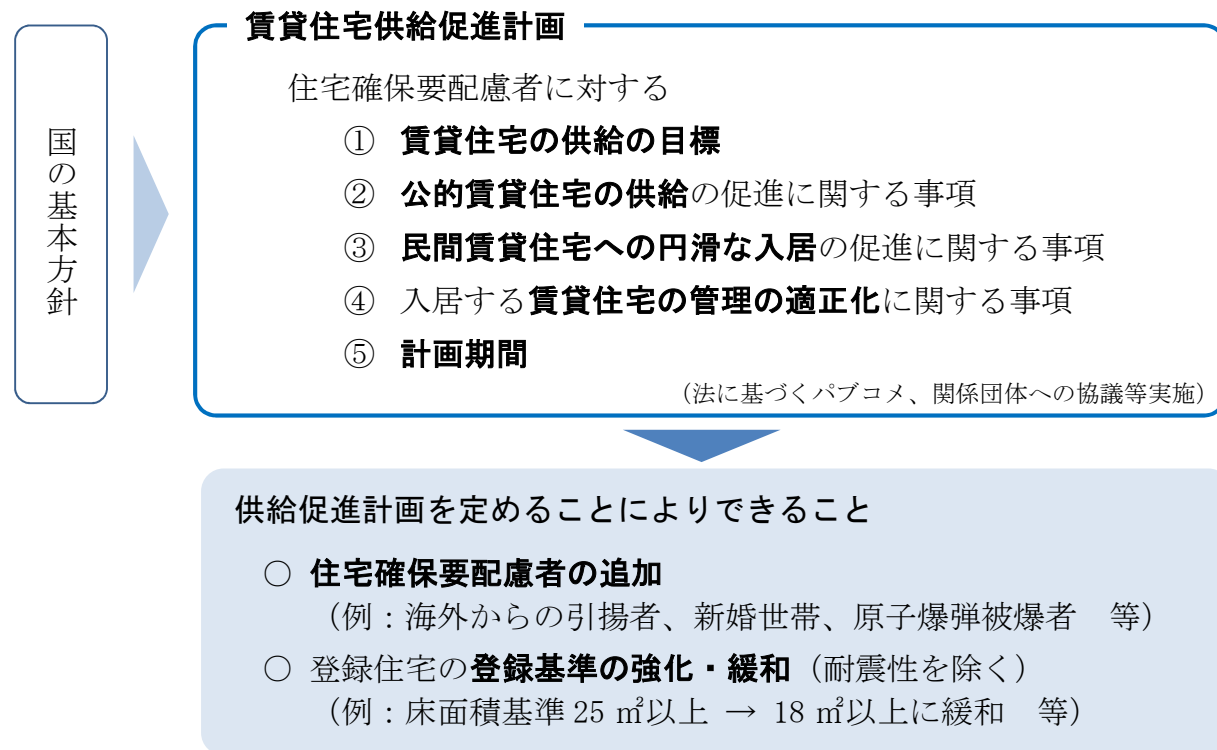 国の基本方針
賃貸住宅供給促進計画
住宅確保要配慮者に対する
① 賃貸住宅の供給の目標
② 公的賃貸住宅の供給の促進に関する事項
③ 民間賃貸住宅への円滑な入居の促進に関する事項
④ 入居する賃貸住宅の管理の適正化に関する事項
⑤ 計画期間
（法に基づくパブコメ、関係団体への協議等実施）
供給促進計画を定めることによりできること
○ 住宅確保要配慮者の追加
（例：海外からの引揚者、新婚世帯、原子爆弾被爆者　等）
○ 登録住宅の登録基準の強化・緩和（耐震性を除く）
（例：床面積基準 25 ㎡以上 → 18 ㎡以上に緩和　等）